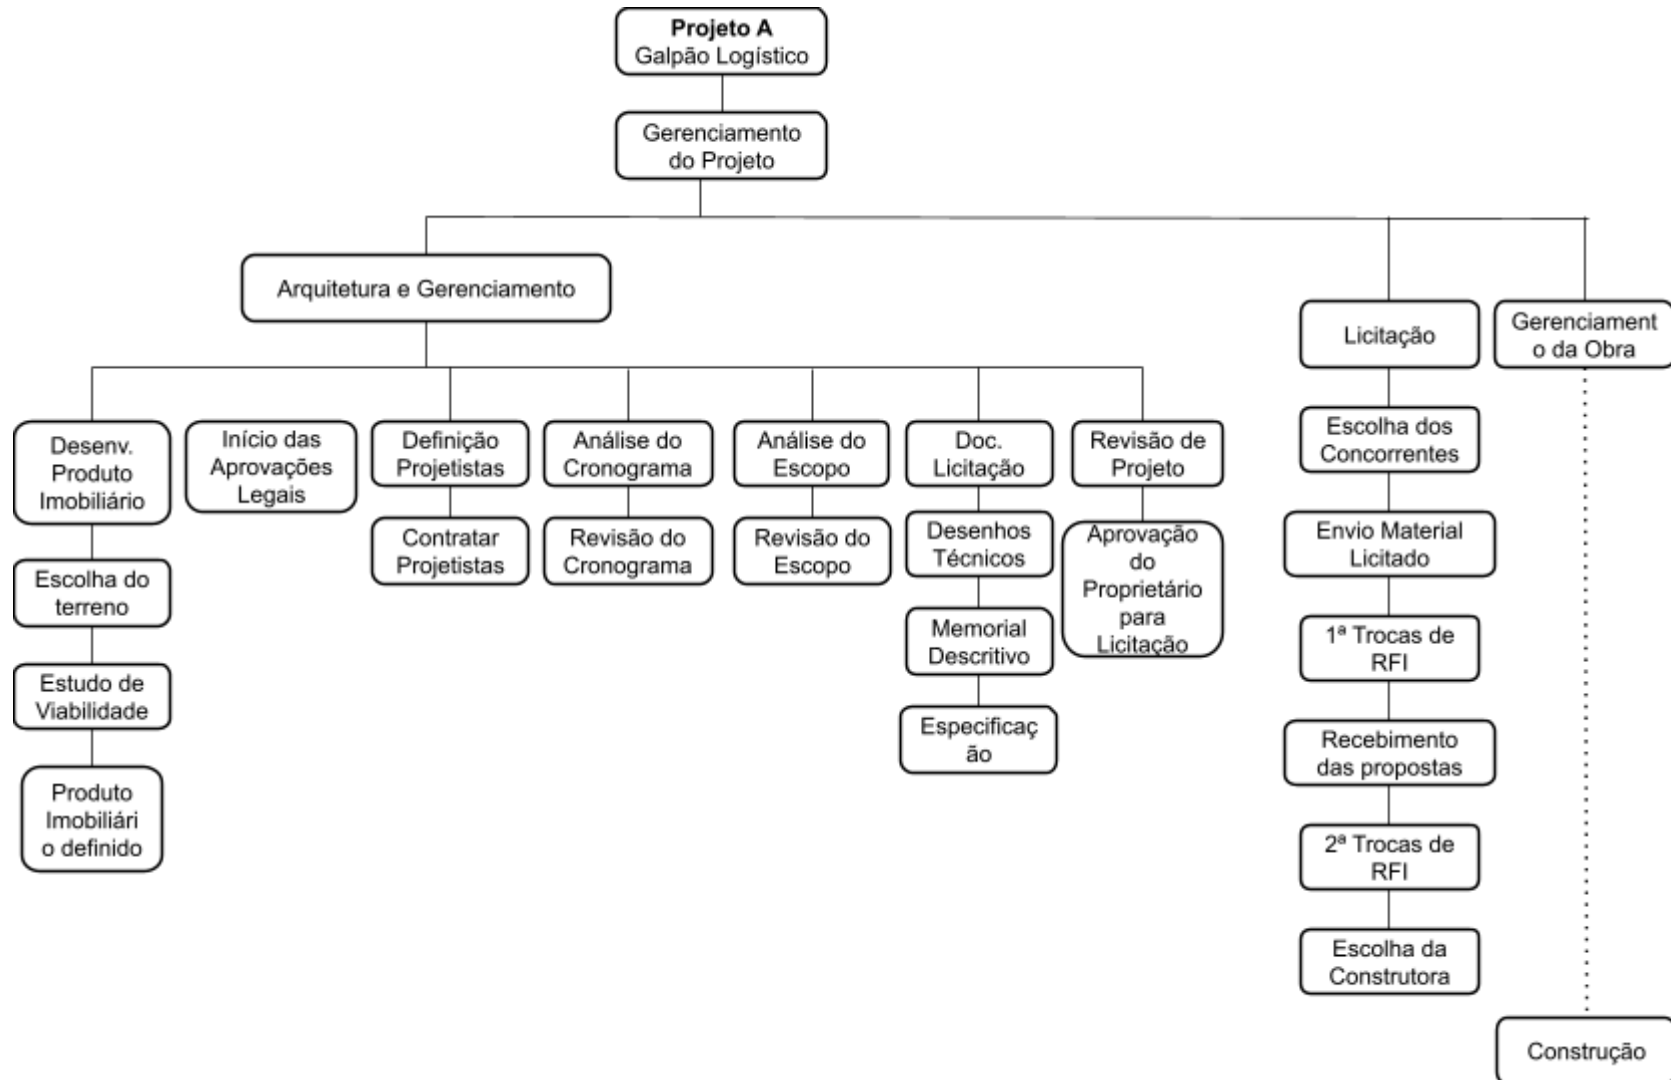 Projeto A
Galpão Logístico
Gerenciamento
do Projeto
Arquitetura e Gerenciamento
Licitação
Gerenciament
o da Obra
Desenv.
Produto
Imobiliário
Início das
Aprovações
Legais
Definição
Projetistas
Análise do
Cronograma
Análise do
Escopo
Doc.
Licitação
Revisão de
Projeto
Escolha dos
Concorrentes
Contratar
Projetistas
Revisão do
Cronograma
Revisão do
Escopo
Desenhos
Técnicos
Aprovação
do
Proprietário
para
Licitação
Envio Material
Licitado
Escolha do
terreno
Memorial
Descritivo
1ª Trocas de
RFI
Estudo de
Viabilidade
Especificaç
ão
Recebimento
das propostas
Produto
Imobiliári
o definido
2ª Trocas de
RFI
Escolha da
Construtora
Construção